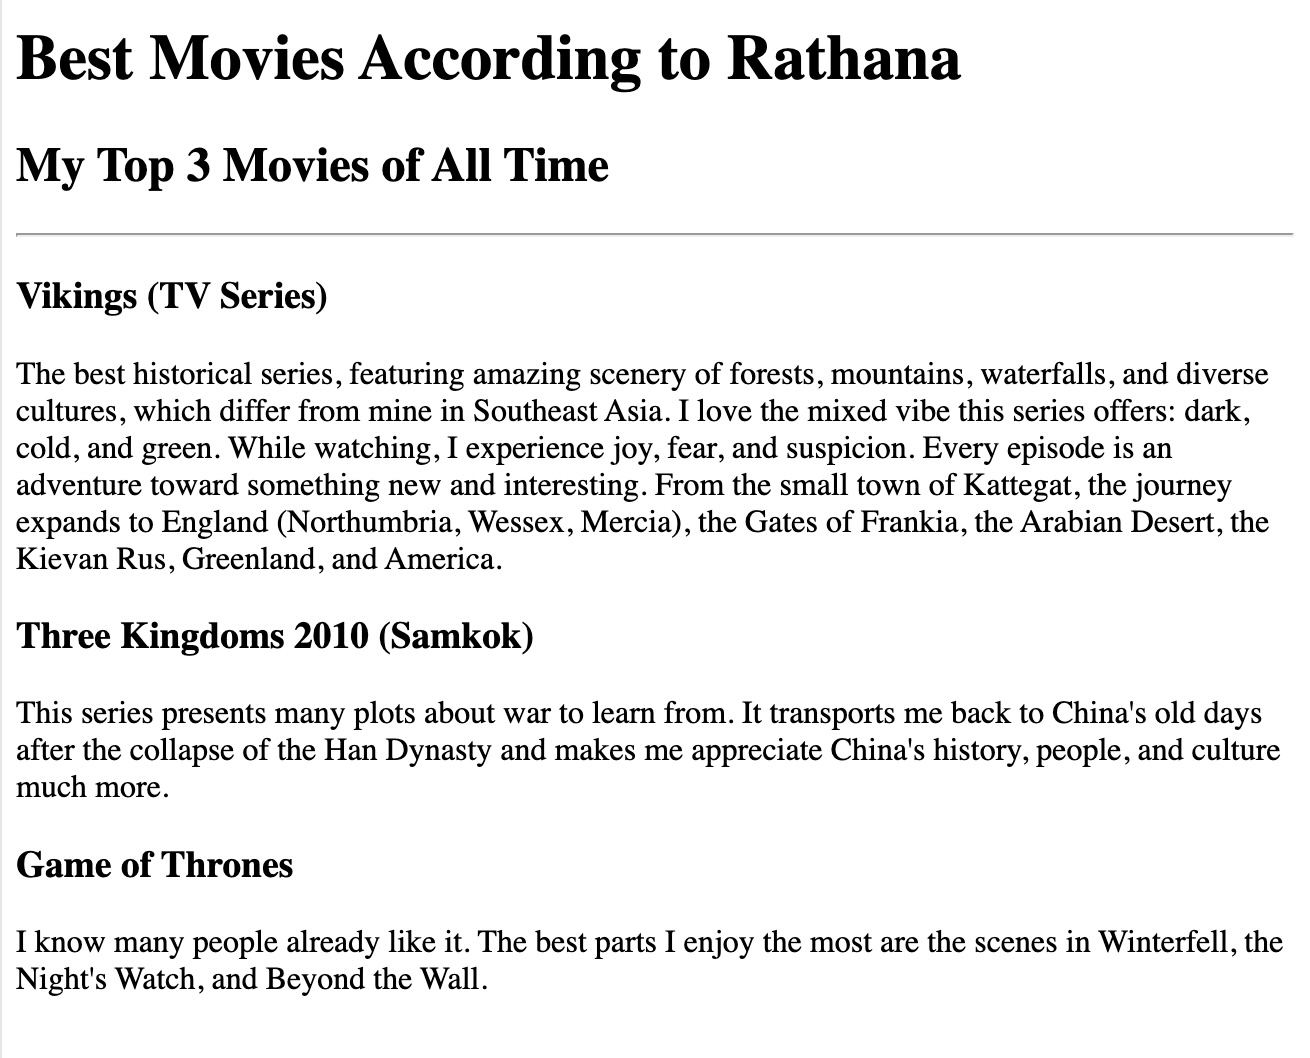 Best Movies According to Rathana
My Top 3 Movies of All Time
Vikings (TV Series)
The best historical series, featuring amazing scenery of forests, mountains, waterfalls, and diverse
cultures, which differ from mine in Southeast Asia. I love the mixed vibe this series offers: dark,
cold, and green. While watching, I experience joy, fear, and suspicion. Every episode is an
adventure toward something new and interesting. From the small town of Kattegat, the journey
expands to England (Northumbria, Wessex, Mercia), the Gates of Frankia, the Arabian Desert, the
Kievan Rus, Greenland, and America.
Three Kingdoms 2010 (Samkok)
This series presents many plots about war to learn from. It transports me back to China's old days
after the collapse of the Han Dynasty and makes me appreciate China's history, people, and culture
much more.
Game of Thrones
I know many people already like it. The best parts I enjoy the most are the scenes in Winterfell, the
Night's Watch, and Beyond the Wall.